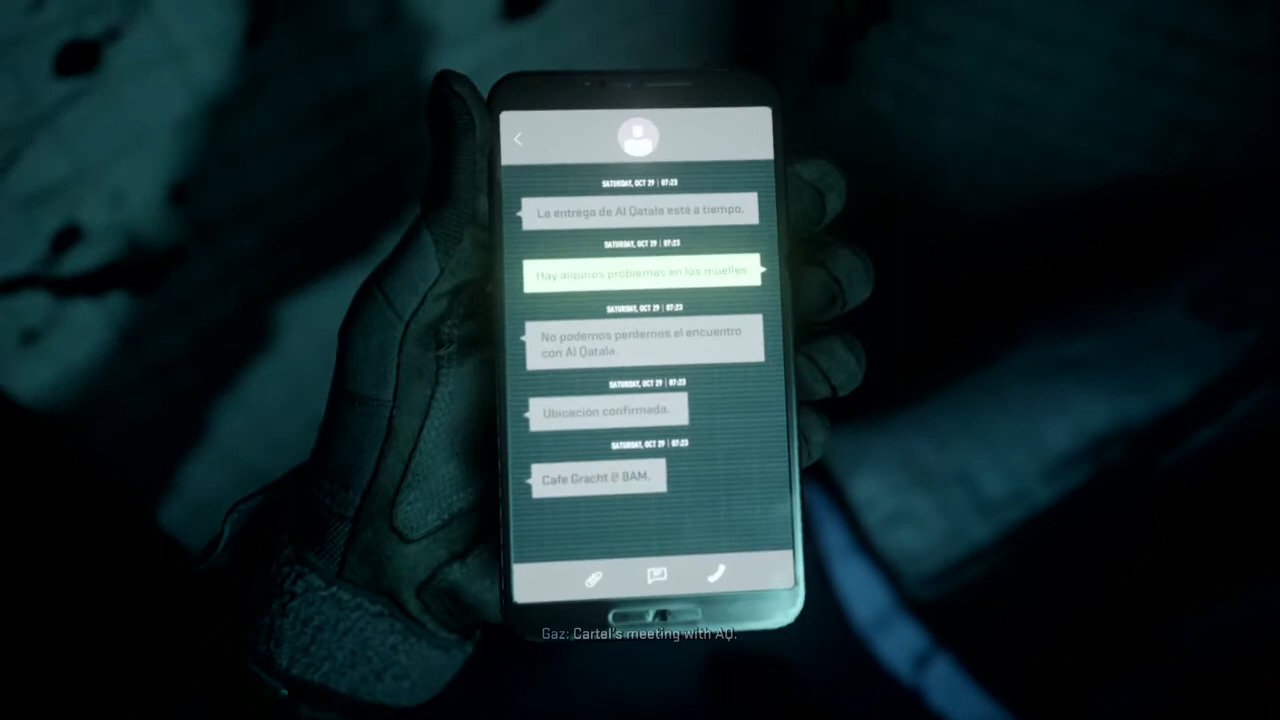 SATURDAY, OCT 29 | 07:23
La entrega de Al Qatala está a tiempo.
SATURDAY, OCT 29 | 07:23
Hay algunos problemas en los muelles.
SATURDAY, OCT 29 | 07:23
No podemos perdernos el encuentro
con Al Qatala.
SATURDAY, OCT 29 | 07:23
Ubicación confirmada.
SATURDAY, OCT 29 | 07:23
Cafe Gracht @ 8AM.
Gaz: Cartel's meeting with AQ.